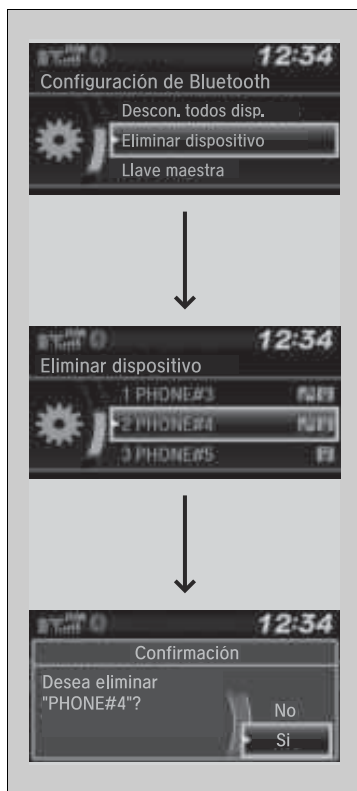 12:34
Configuración de Bluetooth
Descon. todos disp.
Eliminar dispositivo
Llave maestra
12:34
Eliminar dispositivo
1 PHONE#3
2 PHONE#4
3 PHONE#5
12:34
Confirmación
Desea eliminar
"PHONE#4"?
No
Si